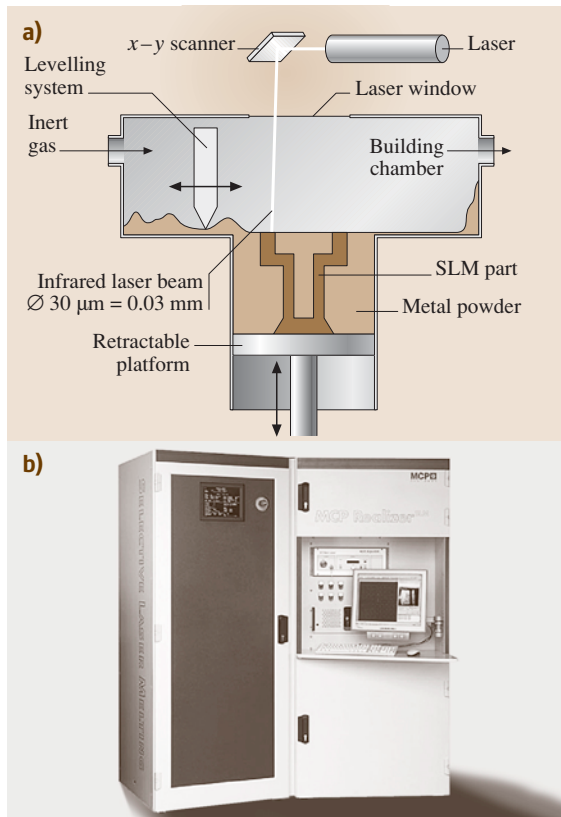 a)
x–y scanner
Laser
Levelling
system
Laser window
Inert
gas
Building
chamber
Infrared laser beam
Ø 30 µm = 0.03 mm
SLM part
Metal powder
Retractable
platform
b)
MCP
MCP Realizer